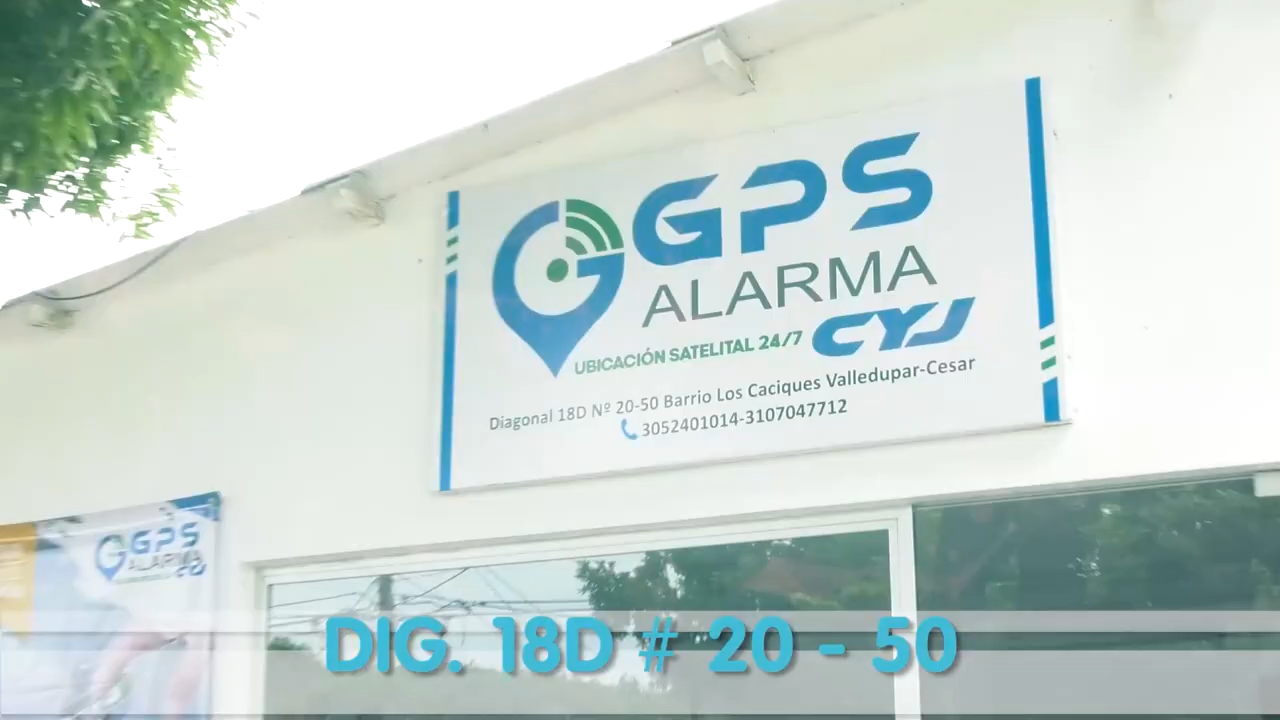 GPS
ALARMA
UBICACIÓN SATELITAL 24/7 CYJ
Diagonal 18D Nº 20-50 Barrio Los Caciques Valledupar-Cesar
3052401014-3107047712
GPS
ALARMA
CYJ
DIG. 18D # 20 - 50